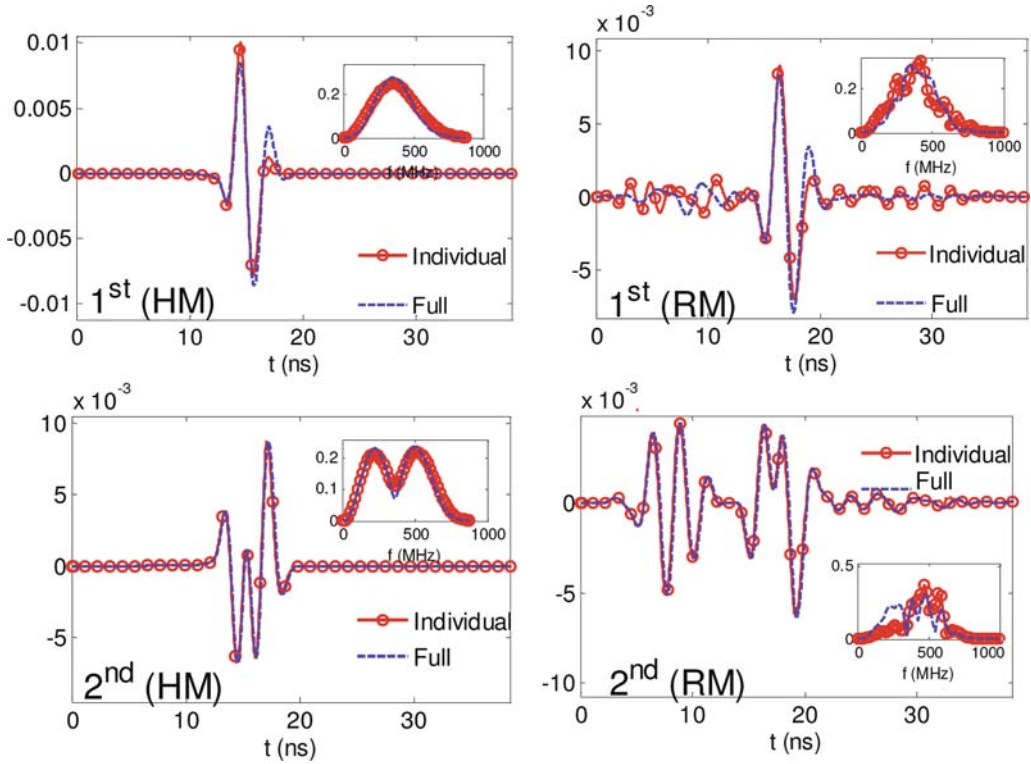 0.01
0.005
0
-0.005
-0.01
0.2
0
0
500
1000
f (MHz)
Individual
Full
1st (HM)
0
10
20
30
t (ns)
x 10-3
10
5
0
-5
0.2
0
0
500
1000
f (MHz)
Individual
Full
1st (RM)
0
10
20
30
t (ns)
x 10-3
10
5
0
-5
0.2
0.1
0
0
500
1000
f (MHz)
Individual
Full
2nd (HM)
0
10
20
30
t (ns)
x 10-3
5
0
-5
-10
Individual
Full
0.5
0
0
500
1000
f (MHz)
2nd (RM)
0
10
20
30
t (ns)